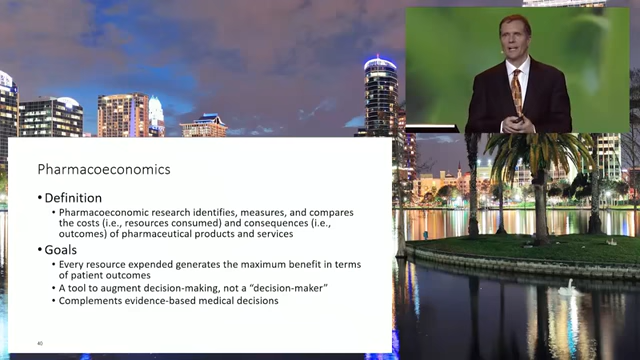 Pharmacoeconomics
• Definition
• Pharmacoeconomic research identifies, measures, and compares
the costs (i.e., resources consumed) and consequences (i.e.,
outcomes) of pharmaceutical products and services
• Goals
• Every resource expended generates the maximum benefit in terms
of patient outcomes
• A tool to augment decision-making, not a “decision-maker”
• Complements evidence-based medical decisions
40